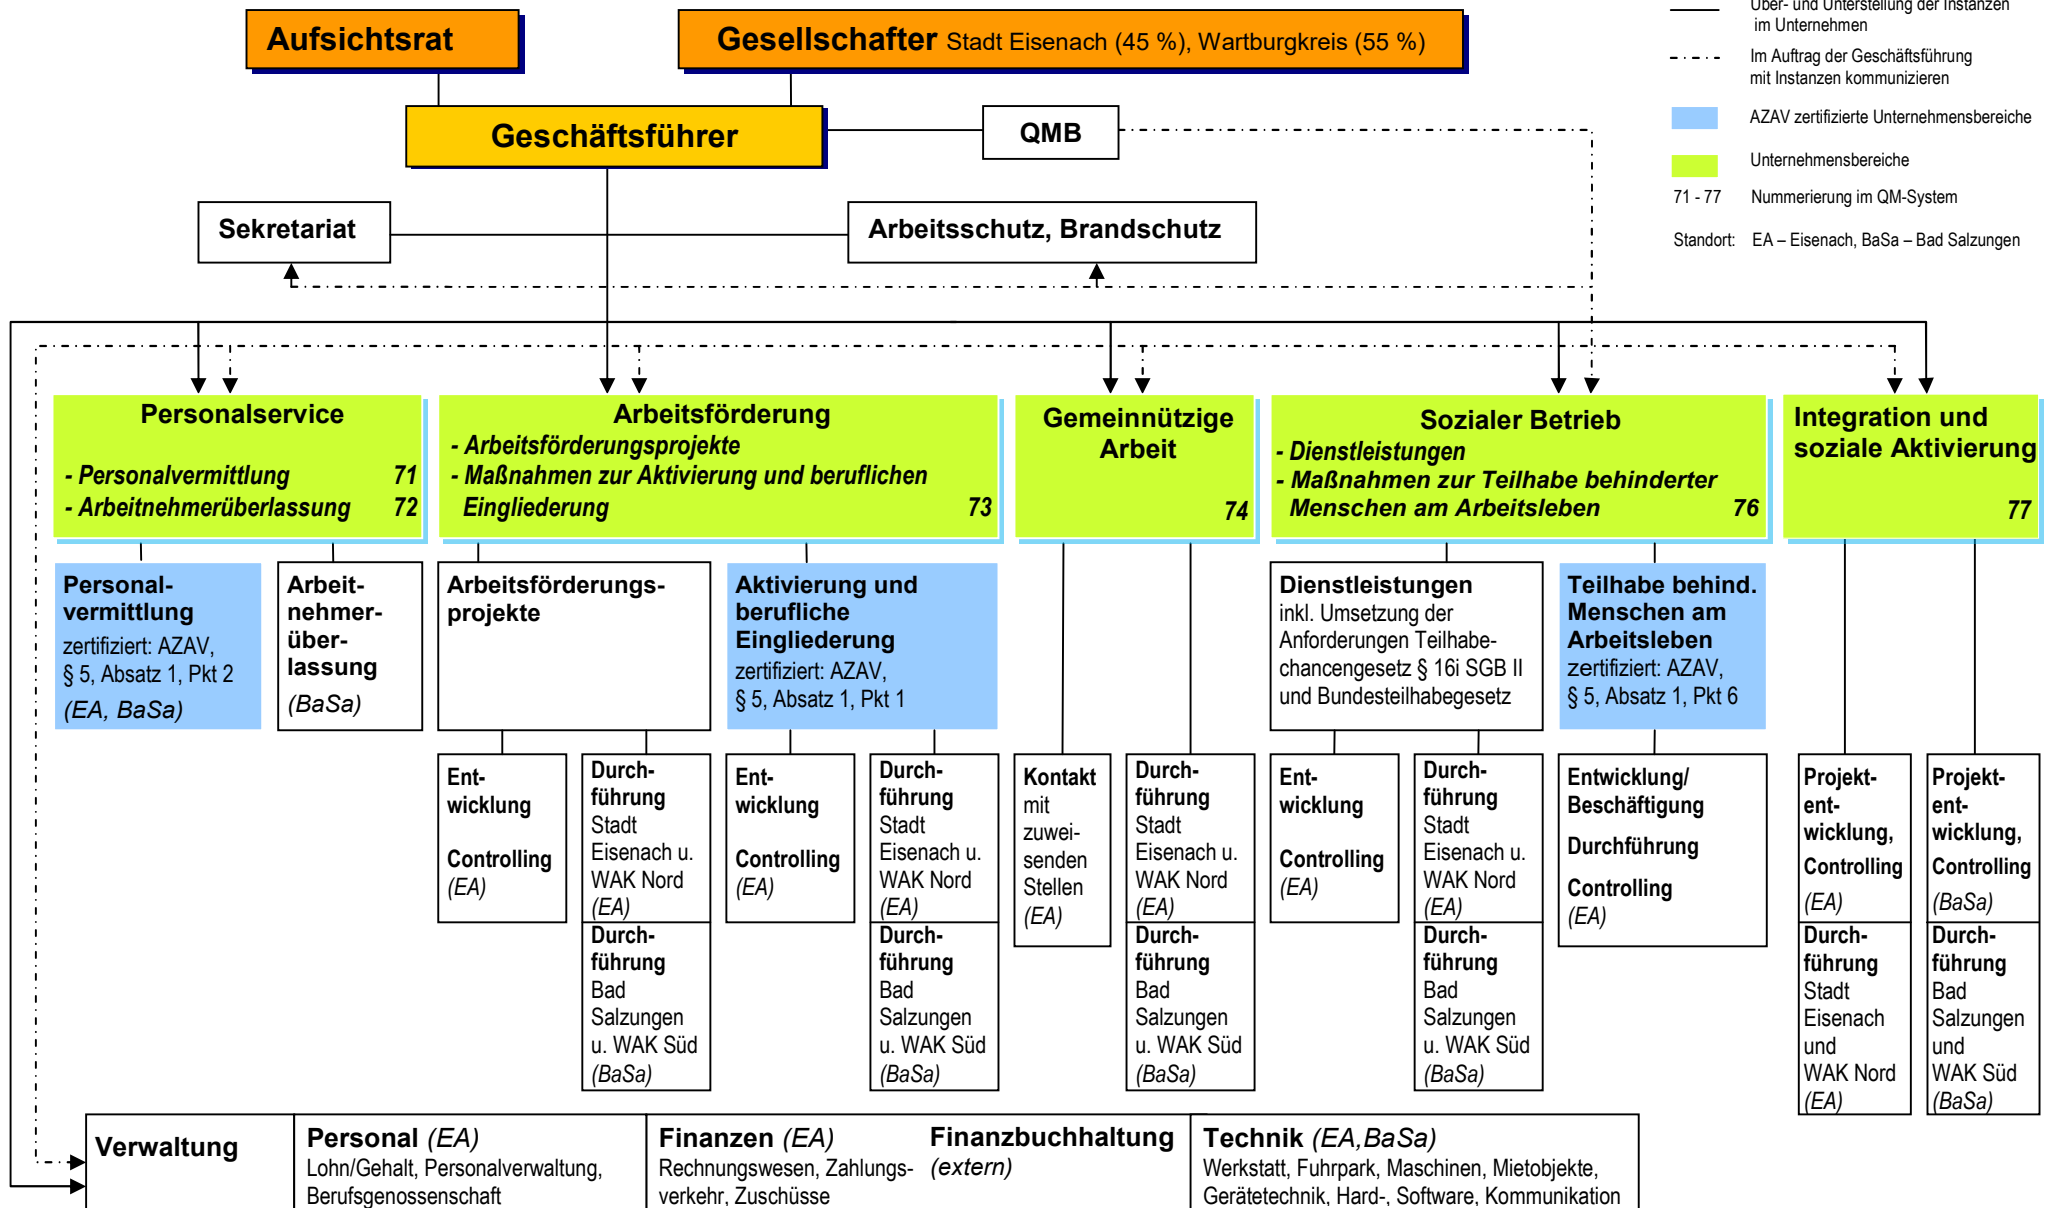 Über- und Unterstellung der Instanzen
im Unternehmen
Im Auftrag der Geschäftsführung
mit Instanzen kommunizieren
AZAV zertifizierte Unternehmensbereiche
Unternehmensbereiche
71 - 77 Nummerierung im QM-System
Standort: EA – Eisenach, BaSa – Bad Salzungen
Aufsichtsrat
Gesellschafter Stadt Eisenach (45 %), Wartburgkreis (55 %)
Geschäftsführer
QMB
Sekretariat
Arbeitsschutz, Brandschutz
Personalservice
- Personalvermittlung 71
- Arbeitnehmerüberlassung 72
Arbeitsförderung
- Arbeitsförderungsprojekte
- Maßnahmen zur Aktivierung und beruflichen
Eingliederung 73
Gemeinnützige
Arbeit
74
Sozialer Betrieb
- Dienstleistungen
- Maßnahmen zur Teilhabe behinderter
Menschen am Arbeitsleben 76
Integration und
soziale Aktivierung
77
Personal-
vermittlung
zertifiziert: AZAV,
§ 5, Absatz 1, Pkt 2
(EA, BaSa)
Arbeit-
nehmer-
über-
lassung
(BaSa)
Arbeitsförderungs-
projekte
Aktivierung und
berufliche
Eingliederung
zertifiziert: AZAV,
§ 5, Absatz 1, Pkt 1
Dienstleistungen
inkl. Umsetzung der
Anforderungen Teilhabe-
chancengesetz § 16i SGB II
und Bundesteilhabegesetz
Teilhabe behind.
Menschen am
Arbeitsleben
zertifiziert: AZAV,
§ 5, Absatz 1, Pkt 6
Ent-
wicklung
Controlling
(EA)
Durch-
führung
Stadt
Eisenach u.
WAK Nord
(EA)
Durch-
führung
Bad
Salzungen
u. WAK Süd
(BaSa)
Ent-
wicklung
Controlling
(EA)
Durch-
führung
Stadt
Eisenach u.
WAK Nord
(EA)
Durch-
führung
Bad
Salzungen
u. WAK Süd
(BaSa)
Kontakt
mit
zuwei-
senden
Stellen
(EA)
Durch-
führung
Stadt
Eisenach u.
WAK Nord
(EA)
Durch-
führung
Bad
Salzungen
u. WAK Süd
(BaSa)
Ent-
wicklung
Controlling
(EA)
Durch-
führung
Stadt
Eisenach u.
WAK Nord
(EA)
Durch-
führung
Bad
Salzungen
u. WAK Süd
(BaSa)
Entwicklung/
Beschäftigung
Durchführung
Controlling
(EA)
Projekt-
ent-
wicklung,
Controlling
(EA)
Durch-
führung
Stadt
Eisenach
und
WAK Nord
(EA)
Projekt-
ent-
wicklung,
Controlling
(BaSa)
Durch-
führung
Bad
Salzungen
und
WAK Süd
(BaSa)
Verwaltung
Personal (EA)
Lohn/Gehalt, Personalverwaltung,
Berufsgenossenschaft
Finanzen (EA)
Rechnungswesen, Zahlungs-
verkehr, Zuschüsse
Finanzbuchhaltung
(extern)
Technik (EA,BaSa)
Werkstatt, Fuhrpark, Maschinen, Mietobjekte,
Gerätetechnik, Hard-, Software, Kommunikation